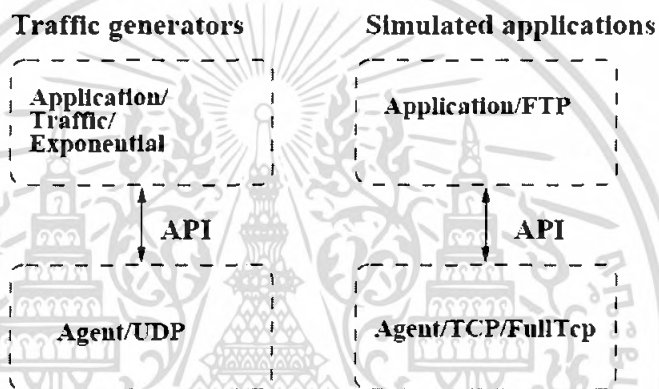 Traffic generators
Application/
Traffic/
Exponential
API
Agent/UDP
Simulated applications
Application/FTP
API
Agent/TCP/FullTcp